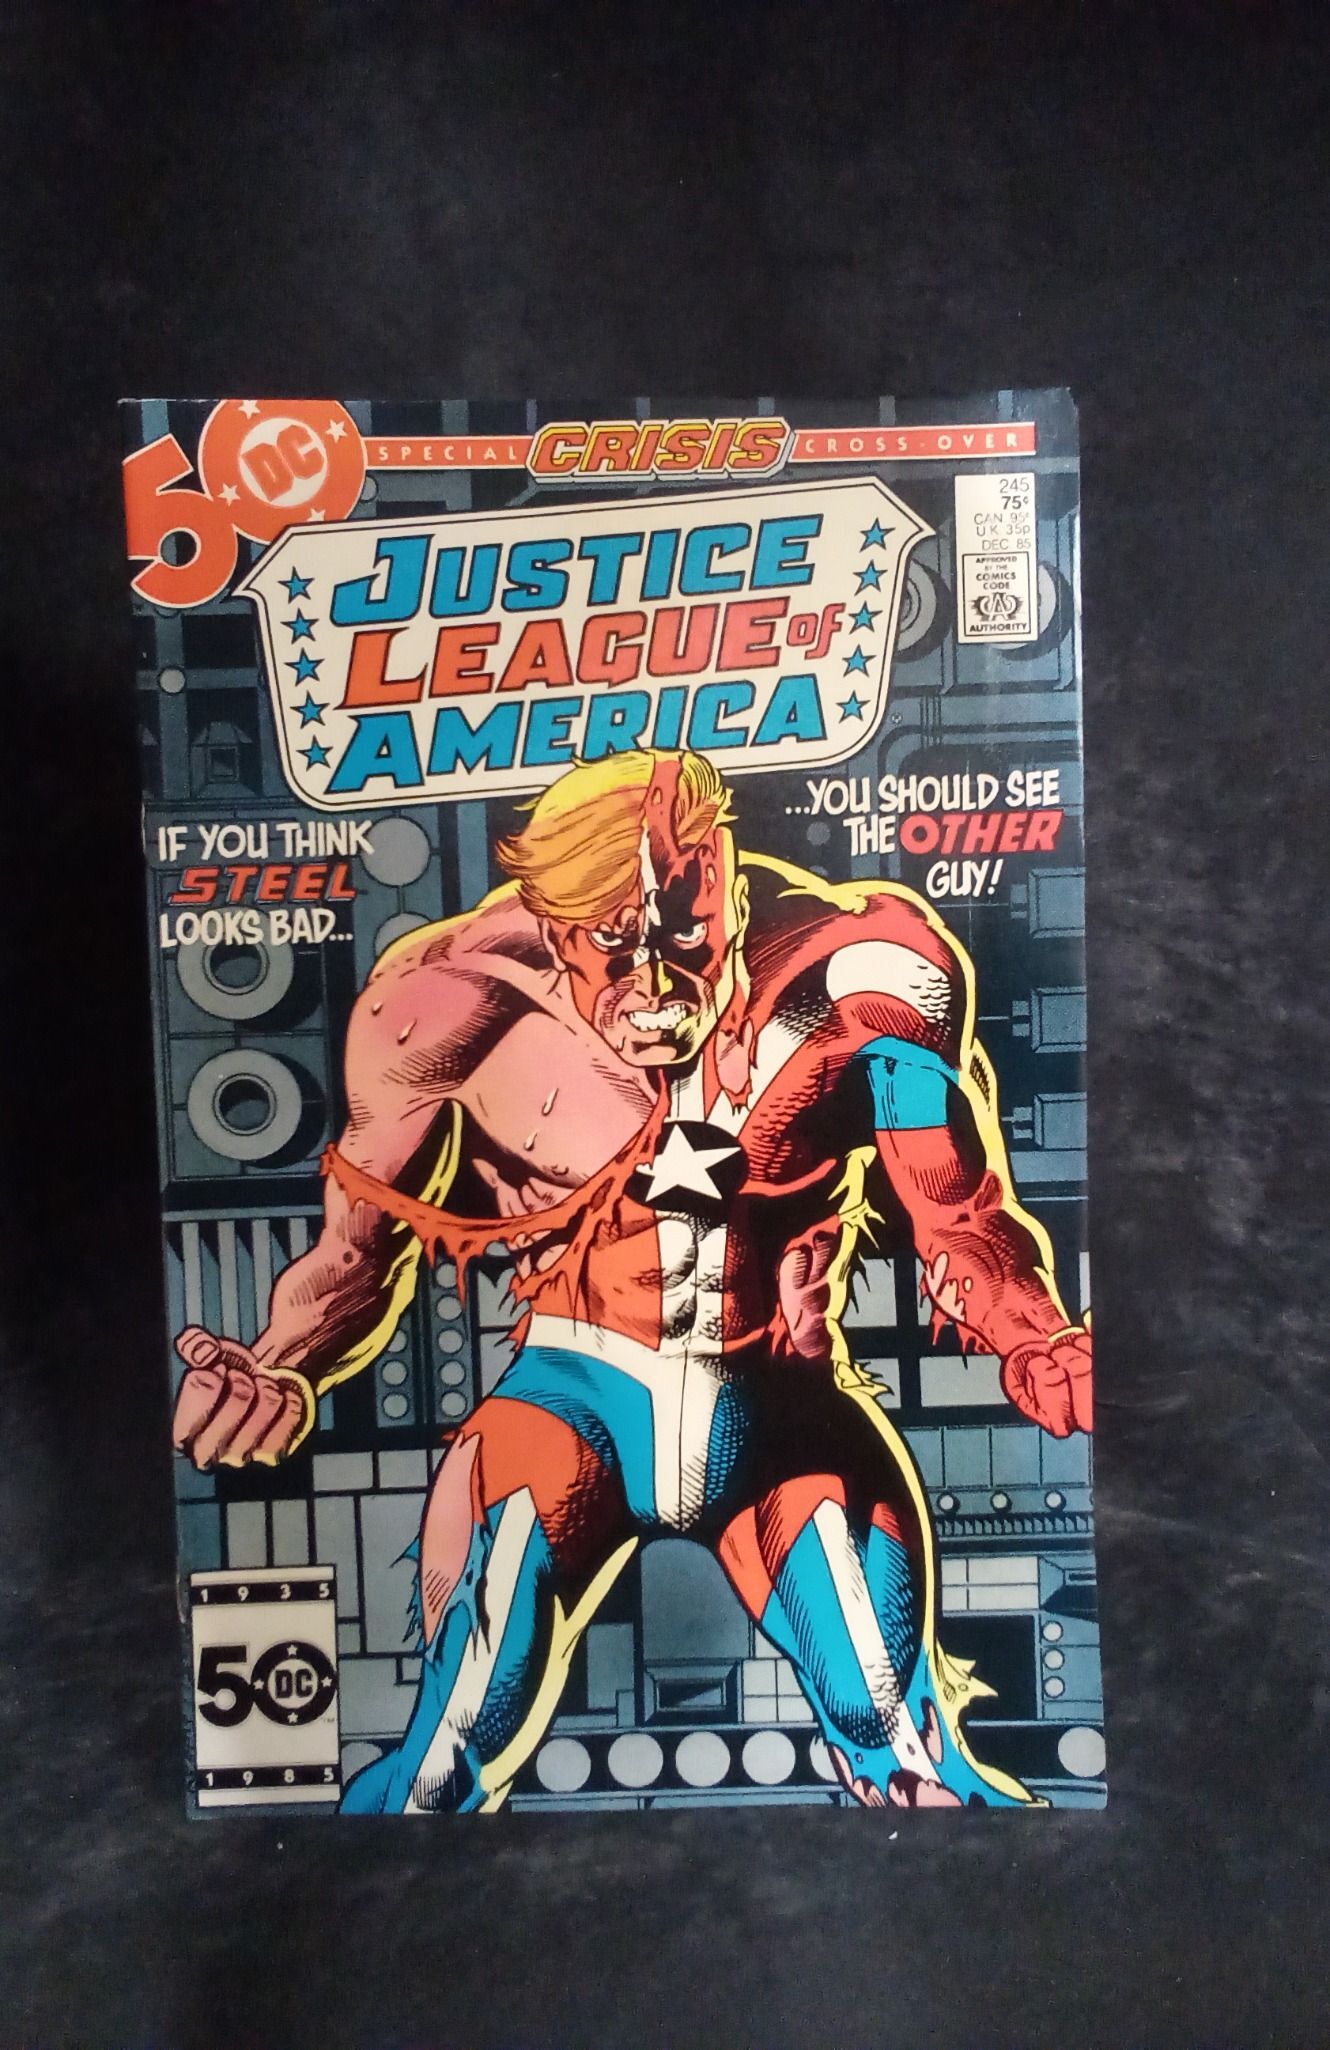 50 DC
SPECIAL CRISIS CROSS-OVER
245
75¢
CAN. 95¢
U.K. 35p
DEC 85
APPROVED
BY THE
COMICS
CODE
CA
AUTHORITY
JUSTICE
LEAGUE of
AMERICA
IF YOU THINK
STEEL
LOOKS BAD...
...YOU SHOULD SEE
THE OTHER
GUY!
1935
50 DC
TM
1985